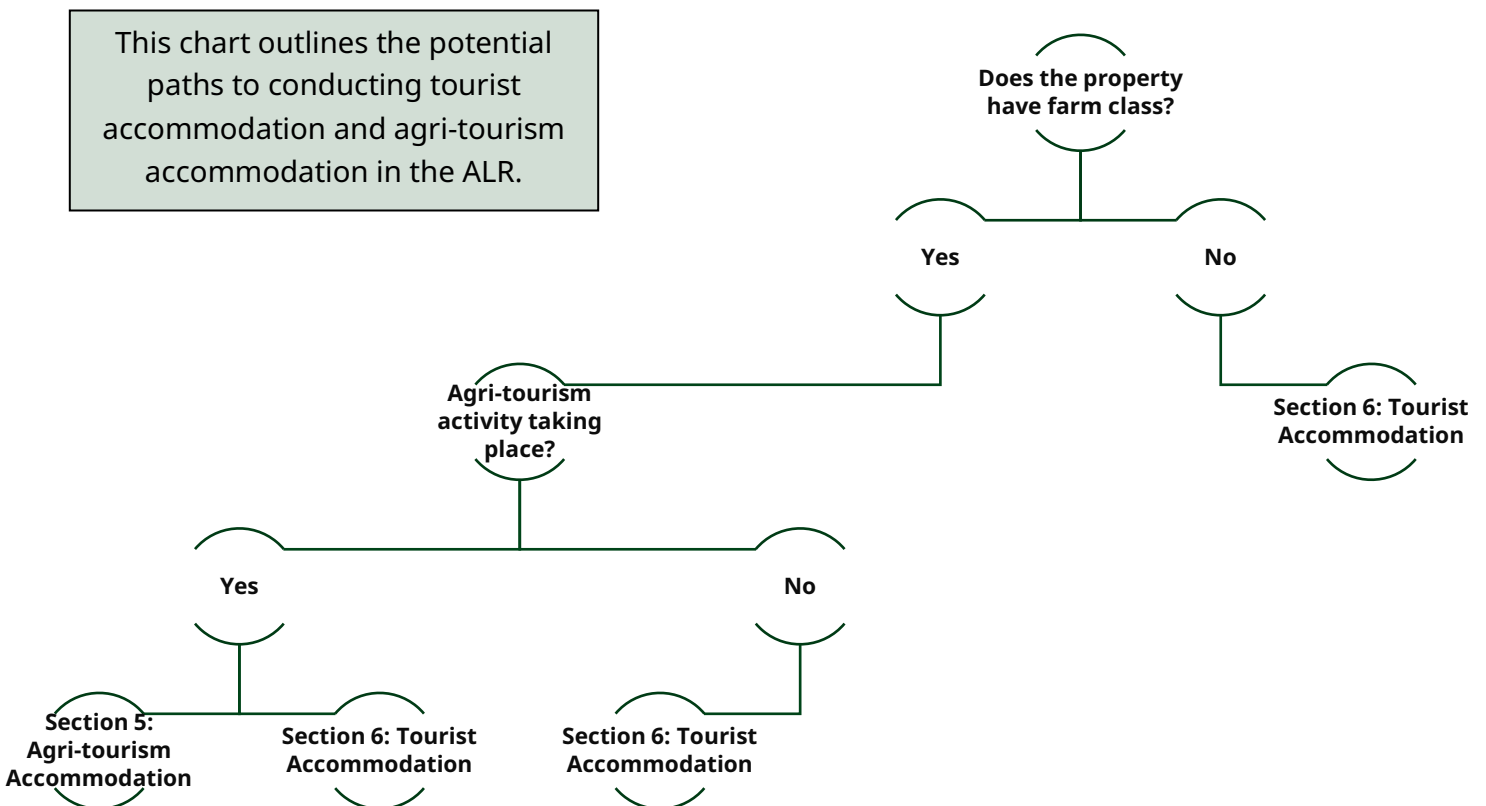 This chart outlines the potential
paths to conducting tourist
accommodation and agri-tourism
accommodation in the ALR.
Does the property
have farm class?
Yes
No
Agri-tourism
activity taking
place?
Section 6: Tourist
Accommodation
Yes
No
Section 5:
Agri-tourism
Accommodation
Section 6: Tourist
Accommodation
Section 6: Tourist
Accommodation